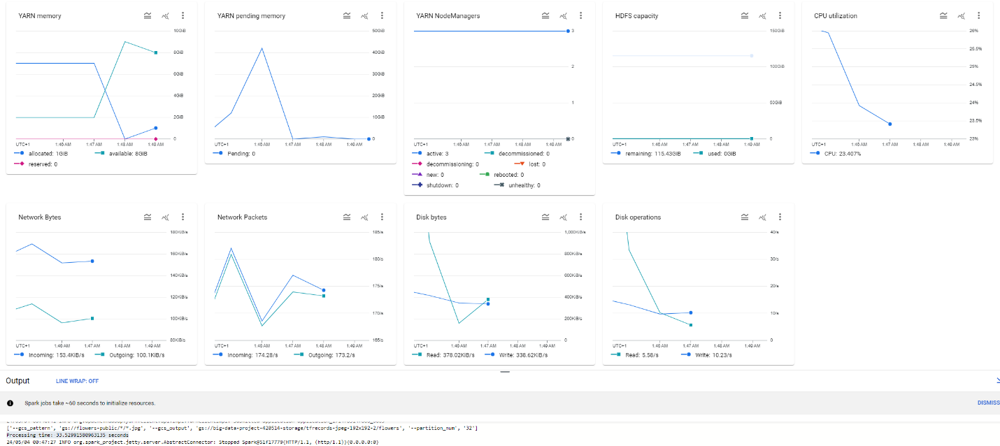 YARN memory
10GiB
8GiB
6GiB
4GiB
2GiB
0
UTC+1 1:46 AM 1:47 AM 1:48 AM 1:49 AM
allocated: 1GiB available: 8GiB
reserved: 0
YARN pending memory
50GiB
40GiB
30GiB
20GiB
10GiB
0
UTC+1 1:46 AM 1:47 AM 1:48 AM 1:49 AM
Pending: 0
YARN NodeManagers
3
2
1
0
UTC+1 1:46 AM 1:47 AM 1:48 AM 1:49 AM
active: 3 decommissioned: 0
decommissioning: 0 lost: 0
new: 0 rebooted: 0
shutdown: 0 unhealthy: 0
HDFS capacity
150GiB
100GiB
50GiB
0
UTC+1 1:46 AM 1:47 AM 1:48 AM 1:49 AM
remaining: 115.43GiB used: 0GiB
CPU utilization
26%
25.5%
25%
24.5%
24%
23.5%
23%
UTC+1 1:46 AM 1:47 AM 1:48 AM 1:49 AM
CPU: 23.407%
Network Bytes
180KiB/s
160KiB/s
140KiB/s
120KiB/s
100KiB/s
80KiB/s
UTC+1 1:46 AM 1:47 AM 1:48 AM 1:49 AM
Incoming: 153.4KiB/s Outgoing: 100.1KiB/s
Network Packets
185/s
180/s
175/s
170/s
165/s
UTC+1 1:46 AM 1:47 AM 1:48 AM 1:49 AM
Incoming: 174.28/s Outgoing: 173.2/s
Disk bytes
1,000KiB/s
800KiB/s
600KiB/s
400KiB/s
200KiB/s
0
UTC+1 1:46 AM 1:47 AM 1:48 AM 1:49 AM
Read: 378.02KiB/s Write: 338.62KiB/s
Disk operations
40/s
30/s
20/s
10/s
0
UTC+1 1:46 AM 1:47 AM 1:48 AM 1:49 AM
Read: 5.58/s Write: 10.23/s
Output LINE WRAP: OFF
Spark jobs take ~60 seconds to initialize resources. DISMISS
['--gcs_pattern', 'gs://flowers-public/*/*.jpg', '--gcs_output', 'gs://big-data-project-420514-storage/tfrecords-jpeg-192x192-2/flowers', '--partition_num', '32']
Processing time: 33.52991580963135 seconds
24/05/04 00:47:27 INFO org.spark_project.jetty.server.AbstractConnector: Stopped Spark@51f17779{HTTP/1.1, (http/1.1)}{0.0.0.0:0}